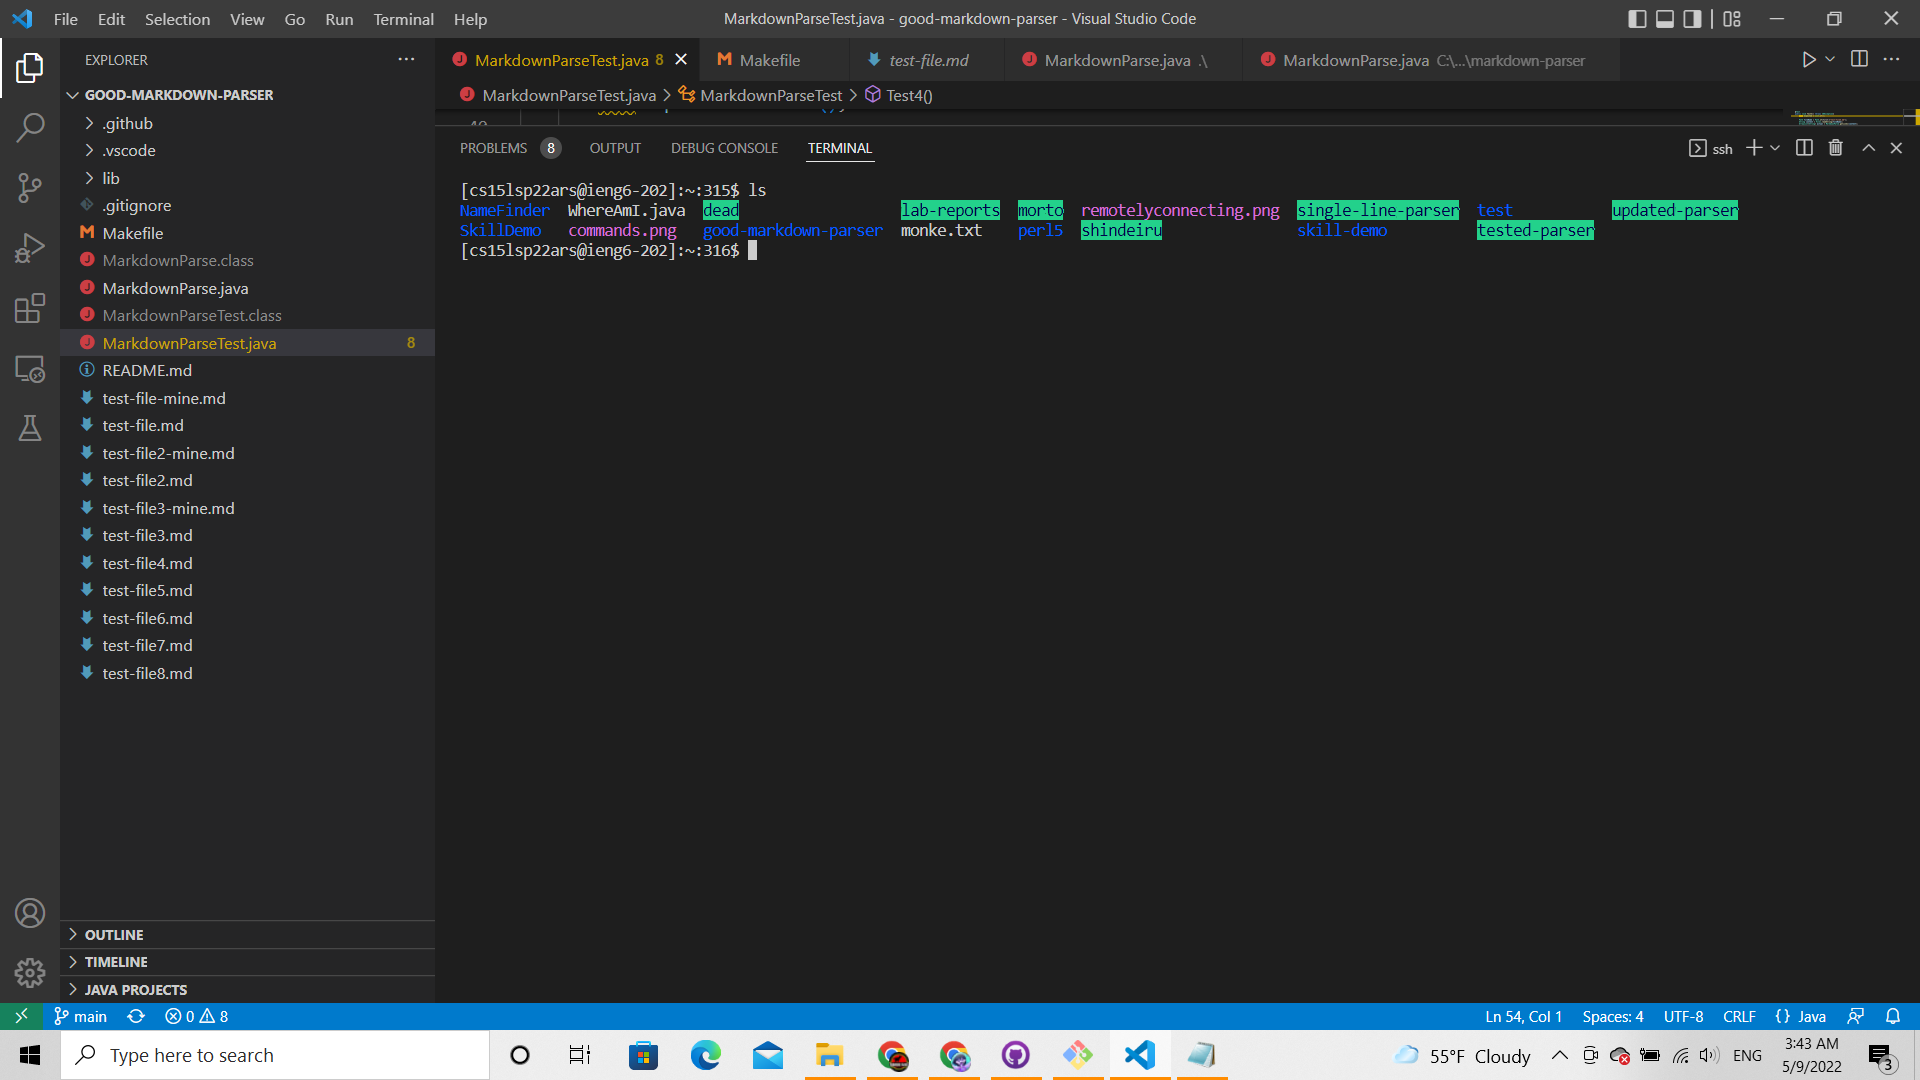 File Edit Selection View Go Run Terminal Help
MarkdownParseTest.java - good-markdown-parser - Visual Studio Code
EXPLORER
GOOD-MARKDOWN-PARSER
.github
.vscode
lib
.gitignore
Makefile
MarkdownParse.class
MarkdownParse.java
MarkdownParseTest.class
MarkdownParseTest.java 8
README.md
test-file-mine.md
test-file.md
test-file2-mine.md
test-file2.md
test-file3-mine.md
test-file3.md
test-file4.md
test-file5.md
test-file6.md
test-file7.md
test-file8.md
OUTLINE
TIMELINE
JAVA PROJECTS
MarkdownParseTest.java 8 Makefile test-file.md MarkdownParse.java .\ MarkdownParse.java C:\...\markdown-parser
MarkdownParseTest.java > MarkdownParseTest > Test4()
PROBLEMS 8 OUTPUT DEBUG CONSOLE TERMINAL
ssh
[cs15lsp22ars@ieng6-202]:~:315$ ls
NameFinder WhereAmI.java dead lab-reports morto remotelyconnecting.png single-line-parser test updated-parser
SkillDemo commands.png good-markdown-parser monke.txt perl5 shindeiru skill-demo tested-parser
[cs15lsp22ars@ieng6-202]:~:316$
main 0 8
Ln 54, Col 1 Spaces: 4 UTF-8 CRLF {} Java
Type here to search
55°F Cloudy
ENG
3:43 AM
5/9/2022
3